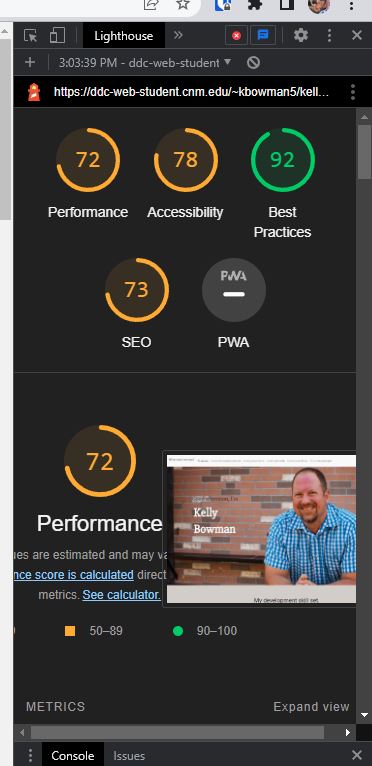 Lighthouse
3:03:39 PM - ddc-web-student
https://ddc-web-student.cnm.edu/~kbowman5/kell...
72
78
92
Performance
Accessibility
Best
Practices
73
PWA
SEO
PWA
72
Performance
ues are estimated and may va
nce score is calculated direct
metrics. See calculator.
50–89
90–100
Kelly
Bowman
My development skill set.
METRICS
Expand view
Console
Issues